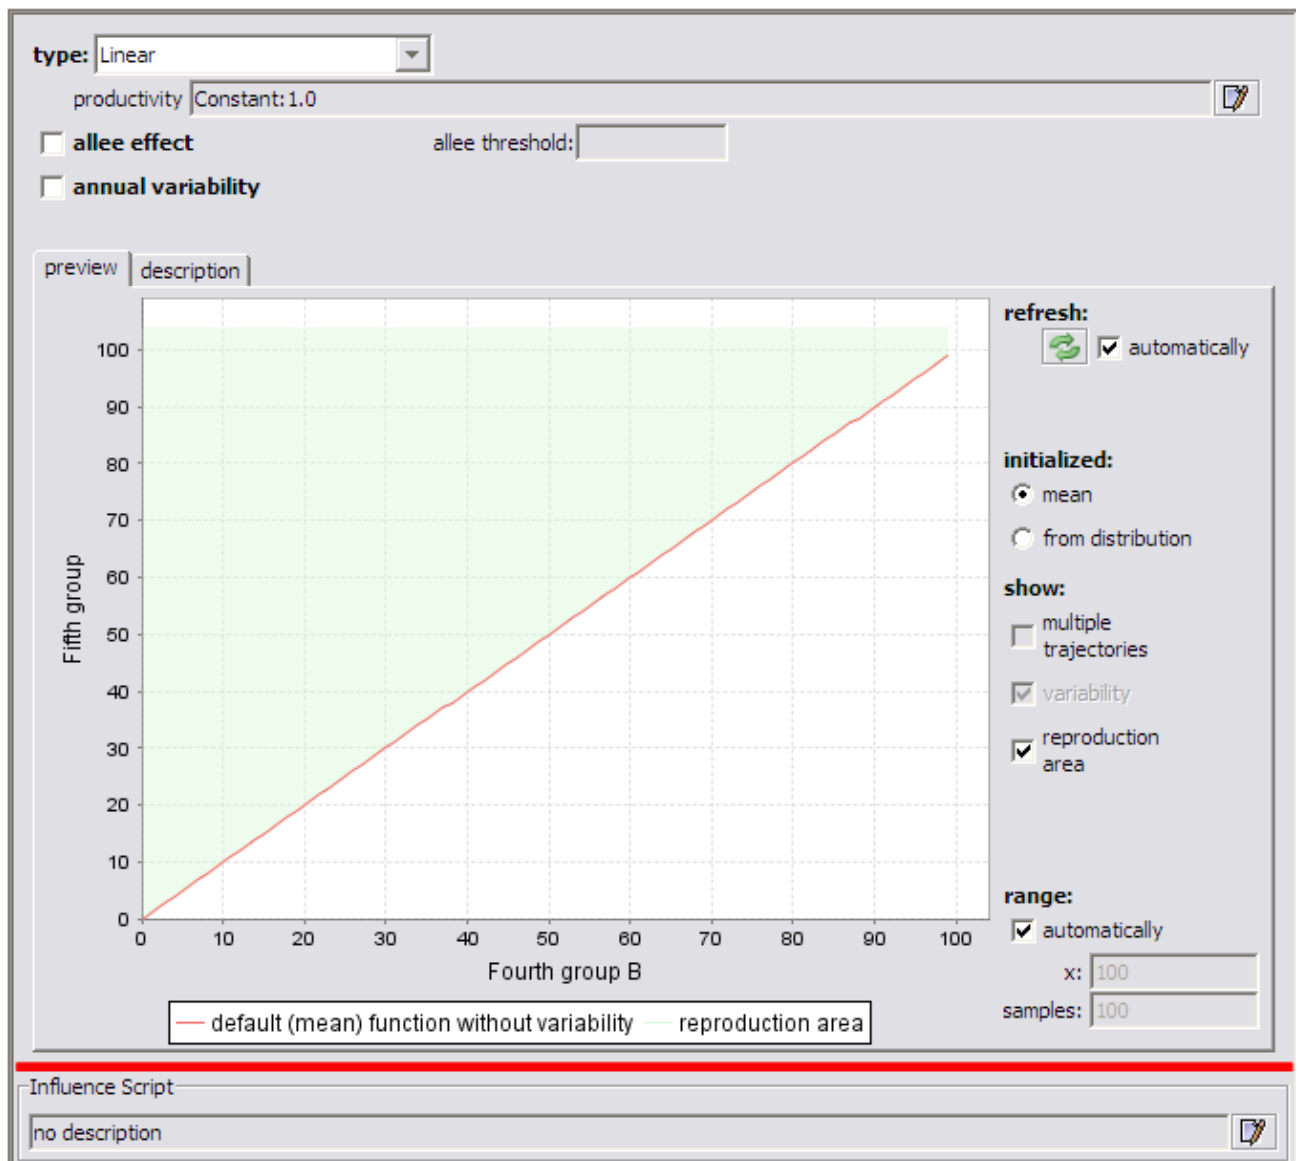 type: Linear
productivity Constant:1.0
allee effect allee threshold:
annual variability
preview description
refresh:
automatically
initialized:
mean
from distribution
show:
multiple
trajectories
variability
reproduction
area
range:
automatically
x: 100
samples: 100
100
90
80
70
60
50
40
30
20
10
0
Fifth group
0 10 20 30 40 50 60 70 80 90 100
Fourth group B
default (mean) function without variability reproduction area
Influence Script
no description